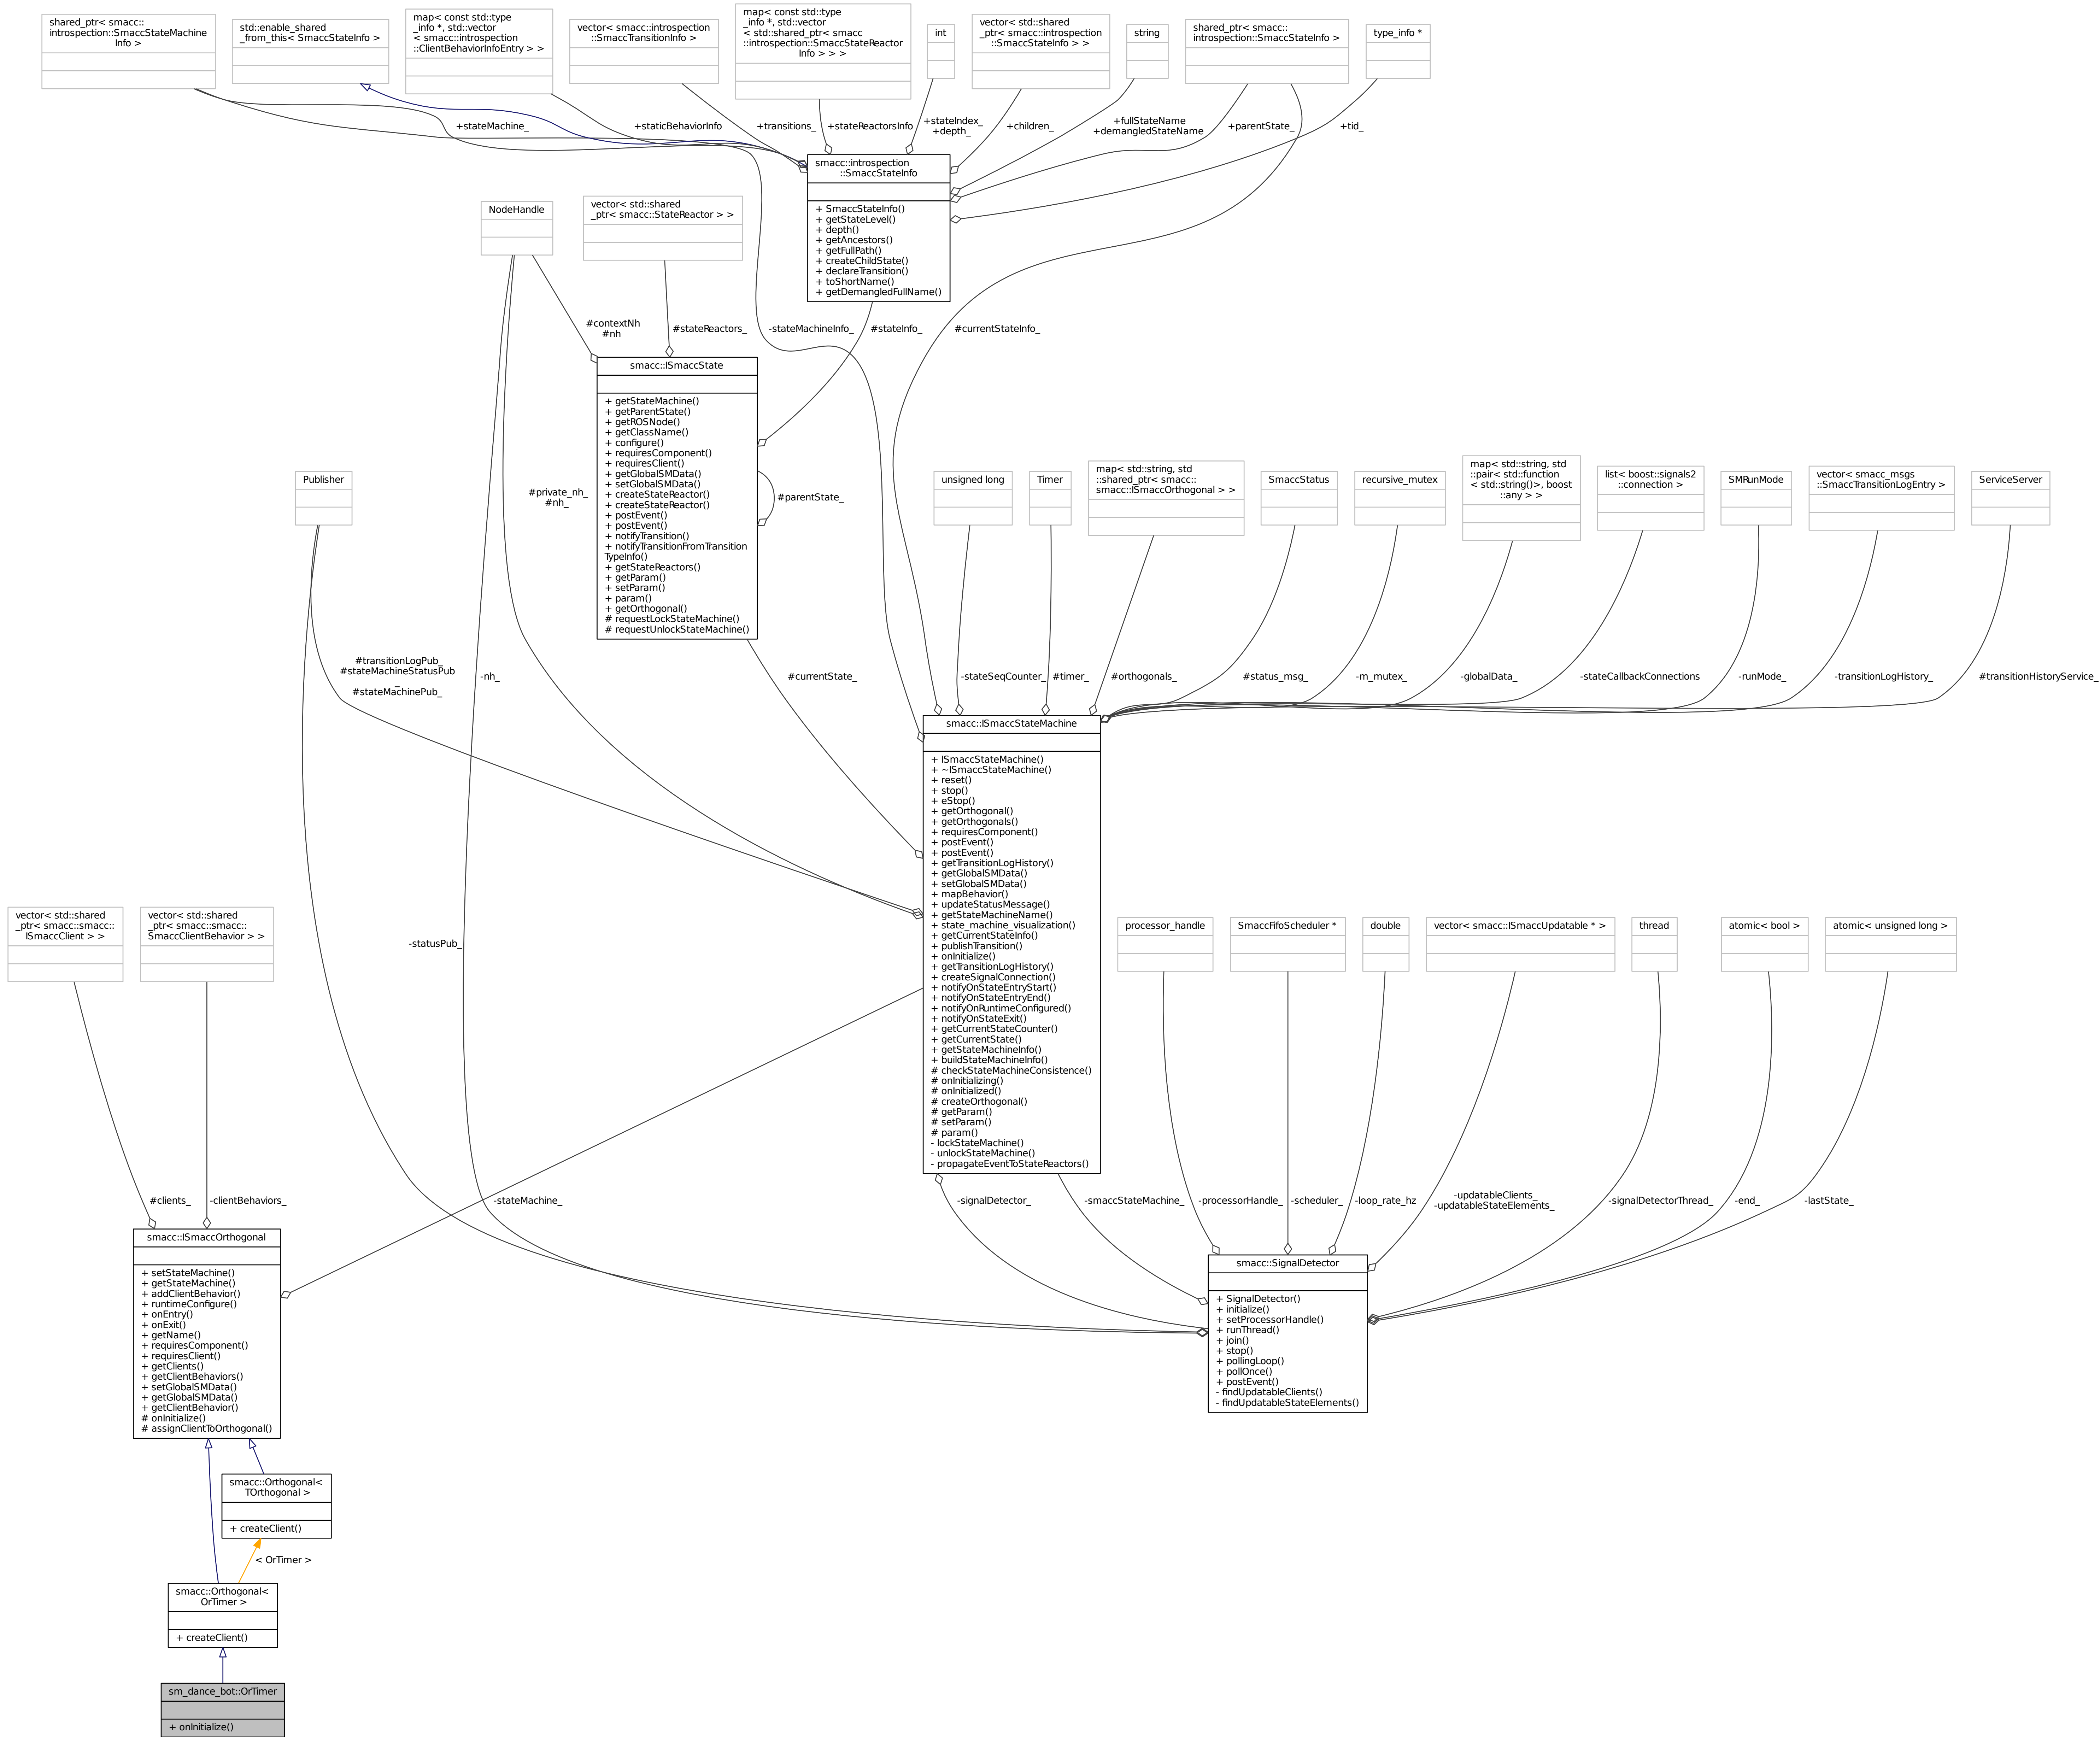 shared_ptr< smacc::
introspection::SmaccStateMachine
Info >
std::enable_shared
_from_this< SmaccStateInfo >
map< const std::type
_info *, std::vector
< smacc::introspection
::ClientBehaviorInfoEntry > >
vector< smacc::introspection
::SmaccTransitionInfo >
map< const std::type
_info *, std::vector
< std::shared_ptr< smacc
::introspection::SmaccStateReactor
Info > > >
int
vector< std::shared
_ptr< smacc::introspection
::SmaccStateInfo > >
string
shared_ptr< smacc::
introspection::SmaccStateInfo >
type_info *
+stateMachine_
+staticBehaviorInfo
+transitions_
+stateReactorsInfo
+stateIndex_
+depth_
+children_
+fullStateName
+demangledStateName
+parentState_
+tid_
smacc::introspection
::SmaccStateInfo
+ SmaccStateInfo()
+ getStateLevel()
+ depth()
+ getAncestors()
+ getFullPath()
+ createChildState()
+ declareTransition()
+ toShortName()
+ getDemangledFullName()
NodeHandle
vector< std::shared
_ptr< smacc::StateReactor > >
#contextNh
#nh
#stateReactors_
-stateMachineInfo_
#stateInfo_
#currentStateInfo_
smacc::ISmaccState
+ getStateMachine()
+ getParentState()
+ getROSNode()
+ getClassName()
+ configure()
+ requiresComponent()
+ requiresClient()
+ getGlobalSMData()
+ setGlobalSMData()
+ createStateReactor()
+ createStateReactor()
+ postEvent()
+ postEvent()
+ notifyTransition()
+ notifyTransitionFromTransition
TypeInfo()
+ getStateReactors()
+ getParam()
+ setParam()
+ param()
+ getOrthogonal()
# requestLockStateMachine()
# requestUnlockStateMachine()
#parentState_
#private_nh_
#nh_
Publisher
unsigned long
Timer
map< std::string, std
::shared_ptr< smacc::
smacc::ISmaccOrthogonal > >
SmaccStatus
recursive_mutex
map< std::string, std
::pair< std::function
< std::string()>, boost
::any > >
list< boost::signals2
::connection >
SMRunMode
vector< smacc_msgs
::SmaccTransitionLogEntry >
ServiceServer
#transitionLogPub_
#stateMachineStatusPub
_
#stateMachinePub_
-nh_
#currentState_
-stateSeqCounter_
#timer_
#orthogonals_
#status_msg_
-m_mutex_
-globalData_
-stateCallbackConnections
-runMode_
-transitionLogHistory_
#transitionHistoryService_
smacc::ISmaccStateMachine
+ ISmaccStateMachine()
+ ~ISmaccStateMachine()
+ reset()
+ stop()
+ eStop()
+ getOrthogonal()
+ getOrthogonals()
+ requiresComponent()
+ postEvent()
+ postEvent()
+ getTransitionLogHistory()
+ getGlobalSMData()
+ setGlobalSMData()
+ mapBehavior()
+ updateStatusMessage()
+ getStateMachineName()
+ state_machine_visualization()
+ getCurrentStateInfo()
+ publishTransition()
+ onInitialize()
+ getTransitionLogHistory()
+ createSignalConnection()
+ notifyOnStateEntryStart()
+ notifyOnStateEntryEnd()
+ notifyOnRuntimeConfigured()
+ notifyOnStateExit()
+ getCurrentStateCounter()
+ getCurrentState()
+ getStateMachineInfo()
+ buildStateMachineInfo()
# checkStateMachineConsistence()
# onInitializing()
# onInitialized()
# createOrthogonal()
# getParam()
# setParam()
# param()
- lockStateMachine()
- unlockStateMachine()
- propagateEventToStateReactors()
vector< std::shared
_ptr< smacc::smacc::
ISmaccClient > >
vector< std::shared
_ptr< smacc::smacc::
SmaccClientBehavior > >
-statusPub_
processor_handle
SmaccFifoScheduler *
double
vector< smacc::ISmaccUpdatable * >
thread
atomic< bool >
atomic< unsigned long >
#clients_
-clientBehaviors_
-stateMachine_
-signalDetector_
-smaccStateMachine_
-processorHandle_
-scheduler_
-loop_rate_hz
-updatableClients_
-updatableStateElements_
-signalDetectorThread_
-end_
-lastState_
smacc::ISmaccOrthogonal
+ setStateMachine()
+ getStateMachine()
+ addClientBehavior()
+ runtimeConfigure()
+ onEntry()
+ onExit()
+ getName()
+ requiresComponent()
+ requiresClient()
+ getClients()
+ getClientBehaviors()
+ setGlobalSMData()
+ getGlobalSMData()
+ getClientBehavior()
# onInitialize()
# assignClientToOrthogonal()
smacc::SignalDetector
+ SignalDetector()
+ initialize()
+ setProcessorHandle()
+ runThread()
+ join()
+ stop()
+ pollingLoop()
+ pollOnce()
+ postEvent()
- findUpdatableClients()
- findUpdatableStateElements()
smacc::Orthogonal<
TOrthogonal >
+ createClient()
< OrTimer >
smacc::Orthogonal<
OrTimer >
+ createClient()
sm_dance_bot::OrTimer
+ onInitialize()